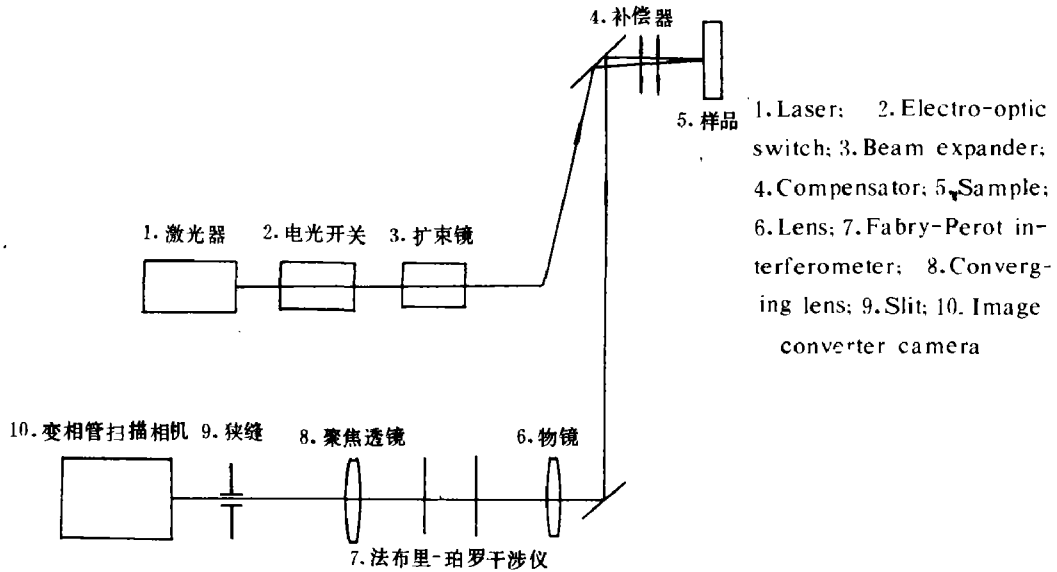 4.补偿器
5.样品
1.Laser; 2.Electro-optic
switch; 3.Beam expander;
4.Compensator; 5.Sample;
6.Lens; 7.Fabry-Perot in-
terferometer; 8.Converg-
ing lens; 9.Slit; 10. Image
converter camera
1.激光器 2.电光开关 3.扩束镜
10.变相管扫描相机 9.狭缝 8.聚焦透镜 6.物镜
7.法布里-珀罗干涉仪